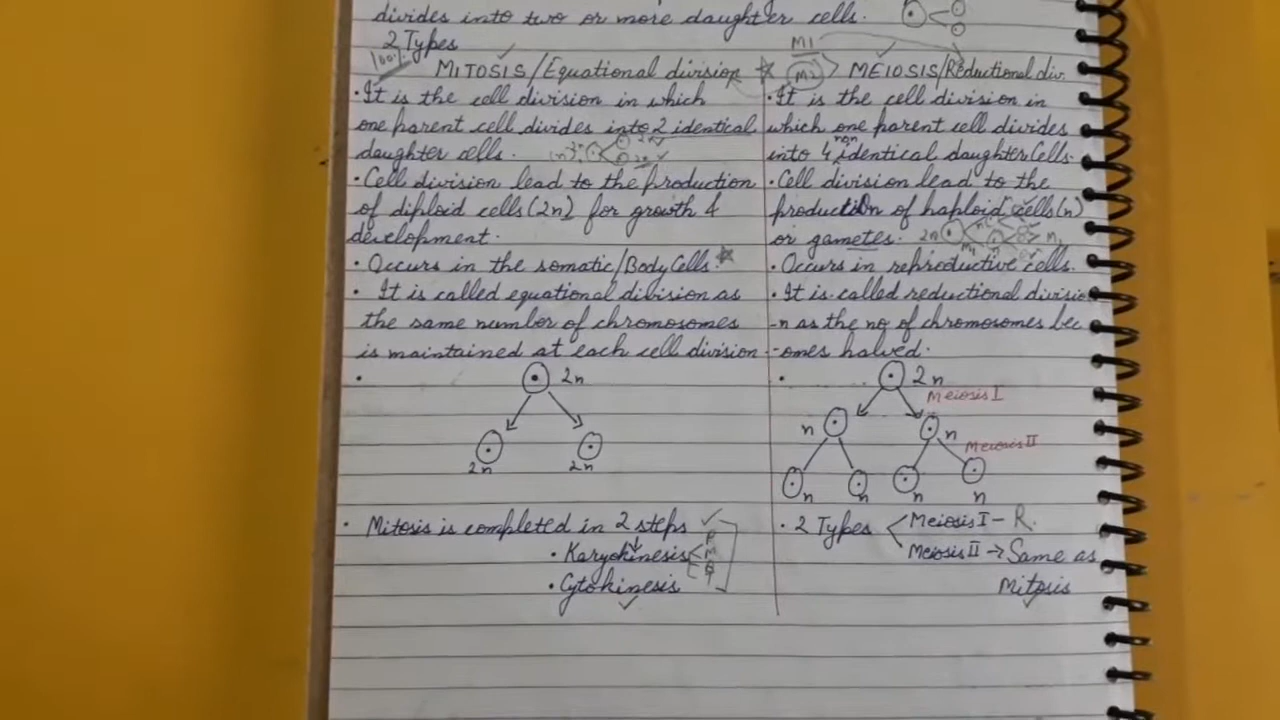 divides into two or more daughter cells.
2 Types
100%
MITOSIS/Equational division
• It is the cell division in which
one parent cell divides into 2 identical
daughter cells.
• Cell division lead to the production
of diploid cells (2n) for growth &
development.
• Occurs in the somatic/Body Cells.
• It is called equational division as
the same number of chromosomes
is maintained at each cell division
2n
2n 2n
• Mitosis is completed in 2 steps
• Karyokinesis
P
M
A
T
• Cytokinesis
M1
M2
MEIOSIS/Reductional div.
• It is the cell division in
which one parent cell divides
into 4 non identical daughter Cells.
• Cell division lead to the
production of haploid cells (n)
or gametes.
2n
• Occurs in reproductive cells.
• It is called reductional divisio
-n as the no of chromosomes bec
-omes halved.
2n
Meiosis I
n n
Meiosis II
n n n n
• 2 Types
Meiosis I - R.
Meiosis II → Same as
Mitosis